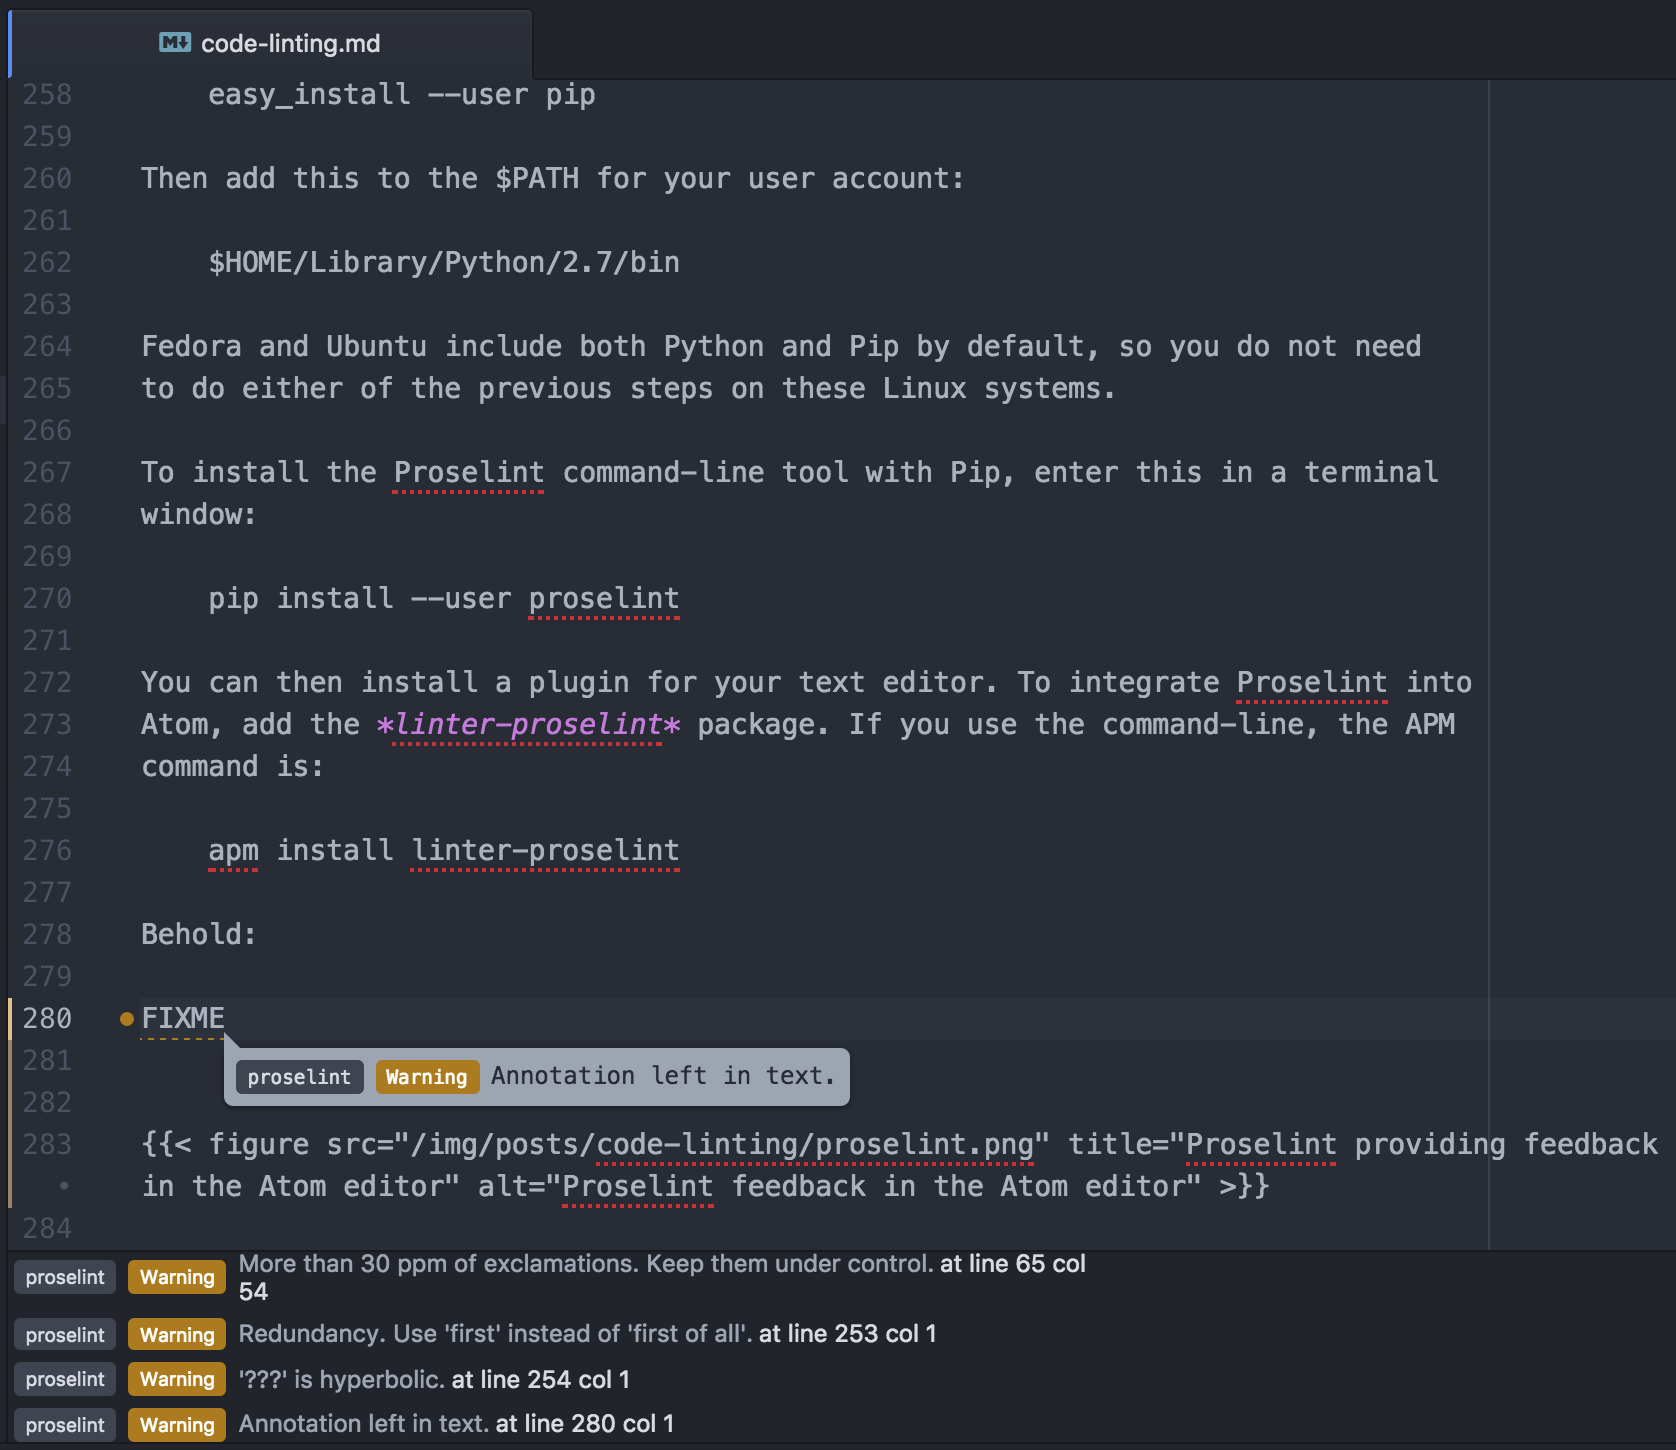 code-linting.md
258 easy_install --user pip
259
260 Then add this to the $PATH for your user account:
261
262 $HOME/Library/Python/2.7/bin
263
264 Fedora and Ubuntu include both Python and Pip by default, so you do not need
265 to do either of the previous steps on these Linux systems.
266
267 To install the Proselint command-line tool with Pip, enter this in a terminal
268 window:
269
270 pip install --user proselint
271
272 You can then install a plugin for your text editor. To integrate Proselint into
273 Atom, add the *linter-proselint* package. If you use the command-line, the APM
274 command is:
275
276 apm install linter-proselint
277
278 Behold:
279
280 FIXME
281 proselint Warning Annotation left in text.
282
283 {{< figure src="/img/posts/code-linting/proselint.png" title="Proselint providing feedback
• in the Atom editor" alt="Proselint feedback in the Atom editor" >}}
284
proselint Warning More than 30 ppm of exclamations. Keep them under control. at line 65 col
54
proselint Warning Redundancy. Use 'first' instead of 'first of all'. at line 253 col 1
proselint Warning '???' is hyperbolic. at line 254 col 1
proselint Warning Annotation left in text. at line 280 col 1